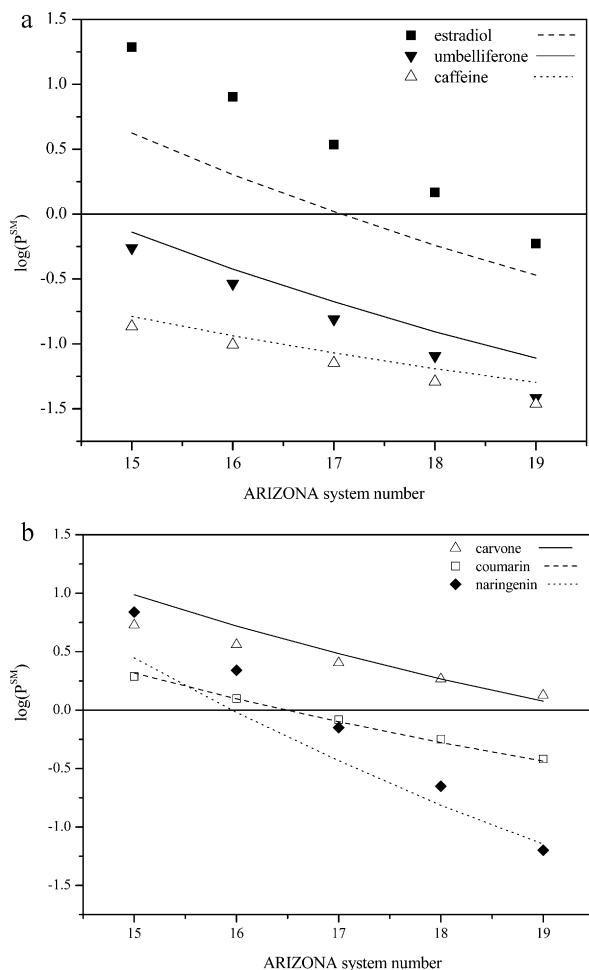 a
1.5
1.0
0.5
0.0
-0.5
-1.0
-1.5
log(P^SM)
estradiol
umbelliferone
caffeine
15 16 17 18 19
ARIZONA system number
b
1.5
1.0
0.5
0.0
-0.5
-1.0
-1.5
log(P^SM)
carvone
coumarin
naringenin
15 16 17 18 19
ARIZONA system number